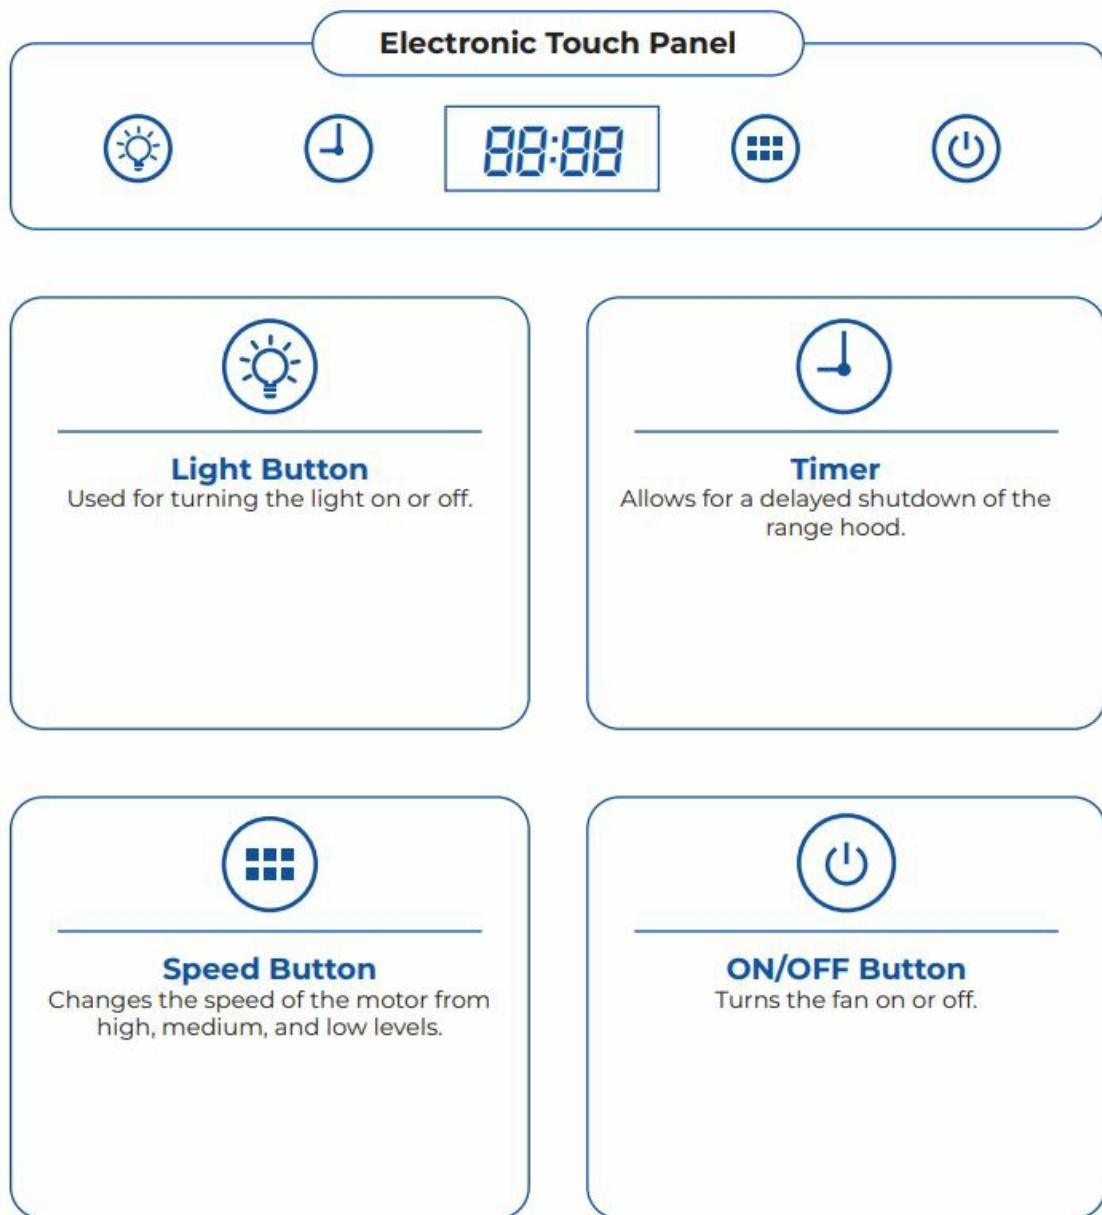 Electronic Touch Panel
88:88
Light Button
Used for turning the light on or off.
Timer
Allows for a delayed shutdown of the
range hood.
Speed Button
Changes the speed of the motor from
high, medium, and low levels.
ON/OFF Button
Turns the fan on or off.